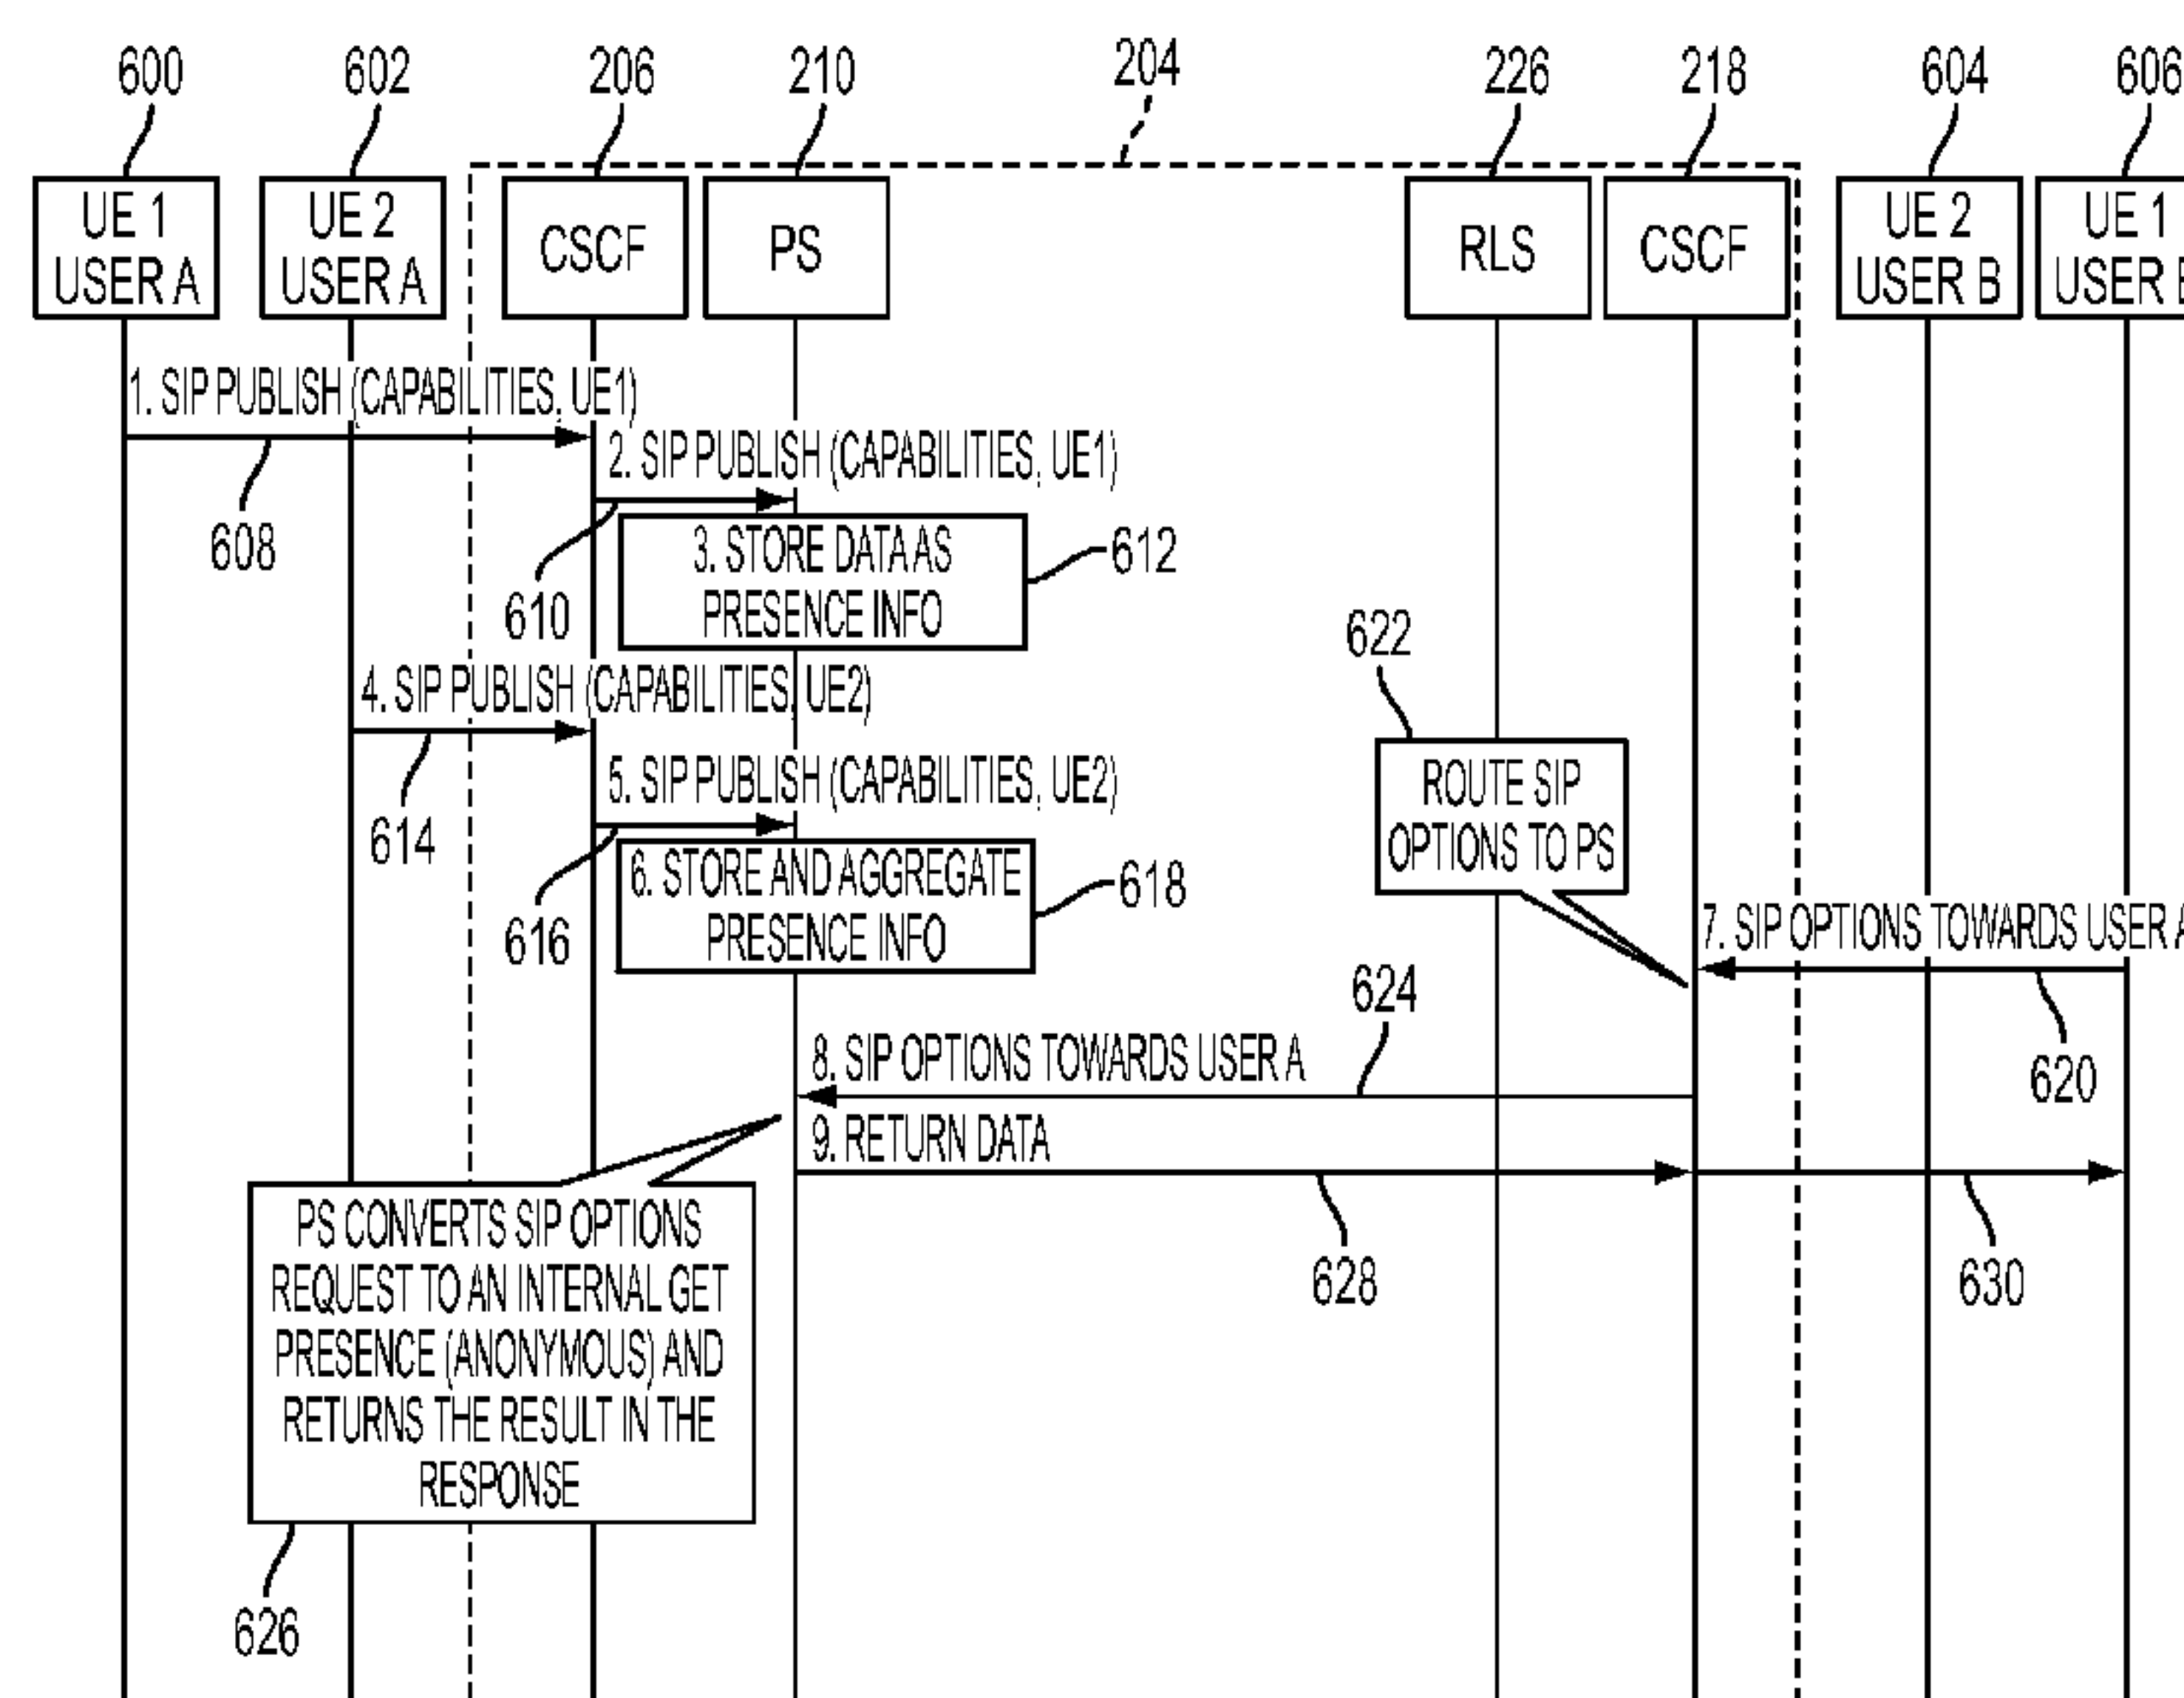 600
602
206
210
204
226
218
604
606
UE 1
USER A
UE 2
USER A
CSCF
PS
RLS
CSCF
UE 2
USER B
UE 1
USER B
1. SIP PUBLISH (CAPABILITIES, UE1)
608
2. SIP PUBLISH (CAPABILITIES, UE1)
610
3. STORE DATA AS
PRESENCE INFO
612
4. SIP PUBLISH (CAPABILITIES, UE2)
614
5. SIP PUBLISH (CAPABILITIES, UE2)
616
6. STORE AND AGGREGATE
PRESENCE INFO
618
622
ROUTE SIP
OPTIONS TO PS
7. SIP OPTIONS TOWARDS USER A
620
624
8. SIP OPTIONS TOWARDS USER A
9. RETURN DATA
628
630
PS CONVERTS SIP OPTIONS
REQUEST TO AN INTERNAL GET
PRESENCE (ANONYMOUS) AND
RETURNS THE RESULT IN THE
RESPONSE
626